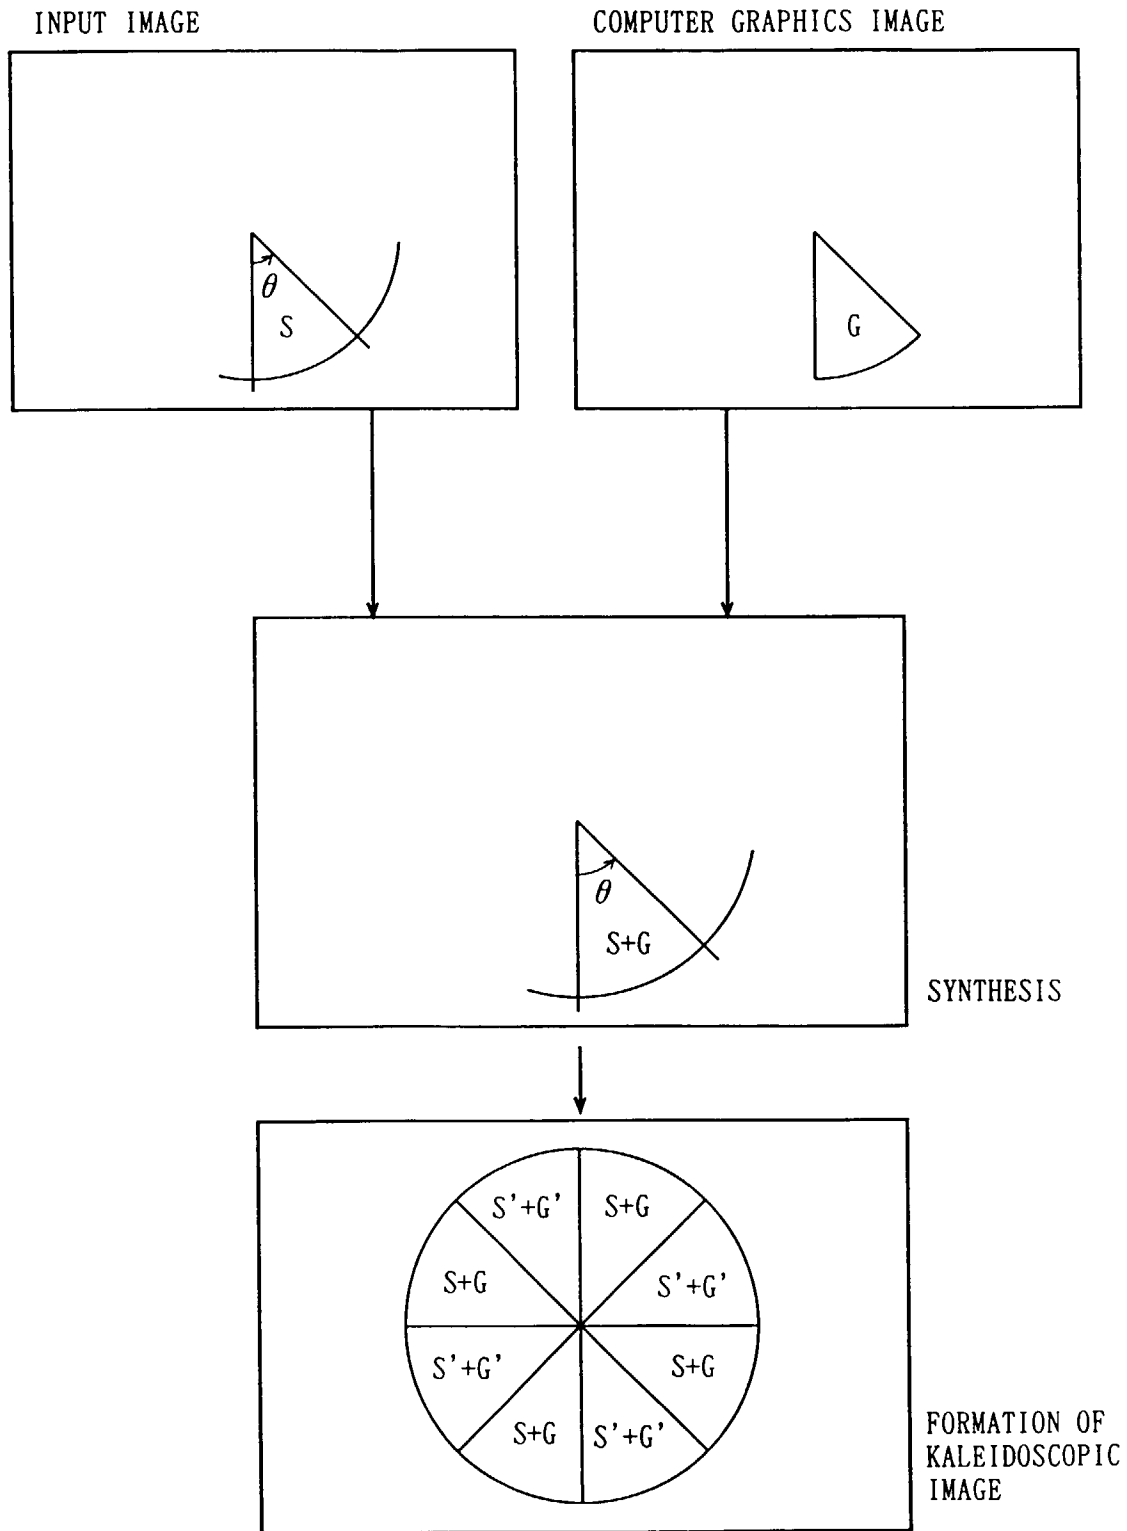 INPUT IMAGE
COMPUTER GRAPHICS IMAGE
θ
S
G
θ
S+G
SYNTHESIS
S'+G' S+G
S+G S'+G'
S'+G' S+G
S+G S'+G'
FORMATION OF
KALEIDOSCOPIC
IMAGE